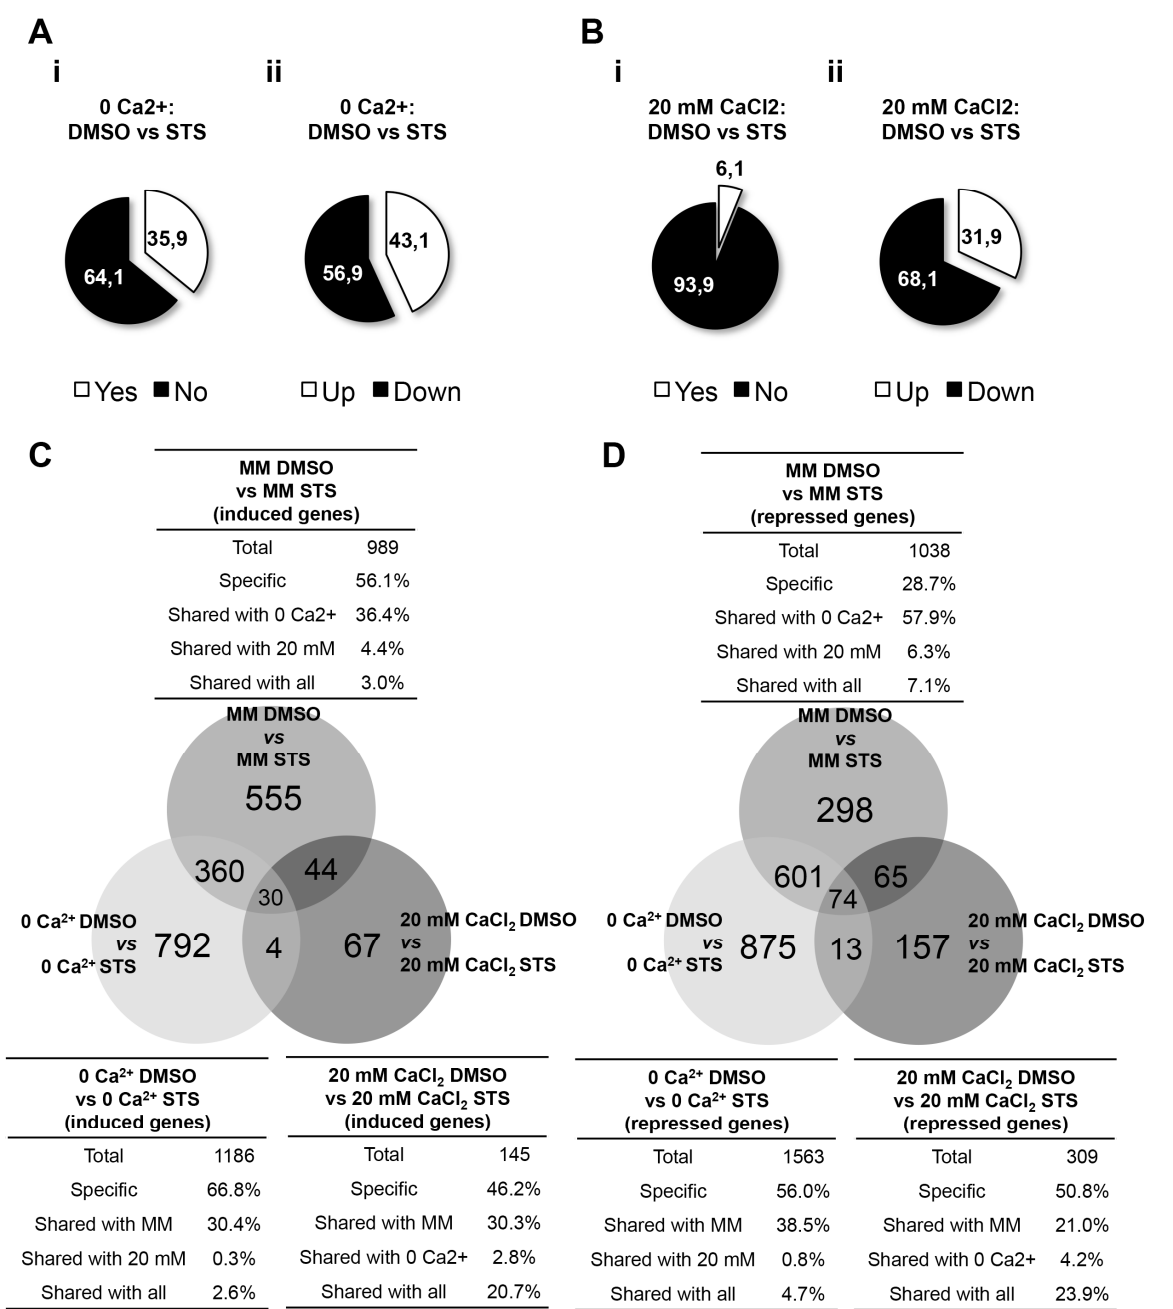 A
B
i
ii
i
ii
0 Ca2+:
DMSO vs STS
0 Ca2+:
DMSO vs STS
20 mM CaCl2:
DMSO vs STS
20 mM CaCl2:
DMSO vs STS
35,9
64,1
43,1
56,9
6,1
93,9
31,9
68,1
Yes No
Up Down
Yes No
Up Down
C
MM DMSO
vs MM STS
(induced genes)
Total 989
Specific 56.1%
Shared with 0 Ca2+ 36.4%
Shared with 20 mM 4.4%
Shared with all 3.0%
MM DMSO
vs
MM STS
555
360
44
30
0 Ca²⁺ DMSO
vs
0 Ca²⁺ STS
792
4
67
20 mM CaCl₂ DMSO
vs
20 mM CaCl₂ STS
0 Ca²⁺ DMSO
vs 0 Ca²⁺ STS
(induced genes)
Total 1186
Specific 66.8%
Shared with MM 30.4%
Shared with 20 mM 0.3%
Shared with all 2.6%
20 mM CaCl₂ DMSO
vs 20 mM CaCl₂ STS
(induced genes)
Total 145
Specific 46.2%
Shared with MM 30.3%
Shared with 0 Ca2+ 2.8%
Shared with all 20.7%
D
MM DMSO
vs MM STS
(repressed genes)
Total 1038
Specific 28.7%
Shared with 0 Ca2+ 57.9%
Shared with 20 mM 6.3%
Shared with all 7.1%
MM DMSO
vs
MM STS
298
601
65
74
0 Ca²⁺ DMSO
vs
0 Ca²⁺ STS
875
13
157
20 mM CaCl₂ DMSO
vs
20 mM CaCl₂ STS
0 Ca²⁺ DMSO
vs 0 Ca²⁺ STS
(repressed genes)
Total 1563
Specific 56.0%
Shared with MM 38.5%
Shared with 20 mM 0.8%
Shared with all 4.7%
20 mM CaCl₂ DMSO
vs 20 mM CaCl₂ STS
(repressed genes)
Total 309
Specific 50.8%
Shared with MM 21.0%
Shared with 0 Ca2+ 4.2%
Shared with all 23.9%